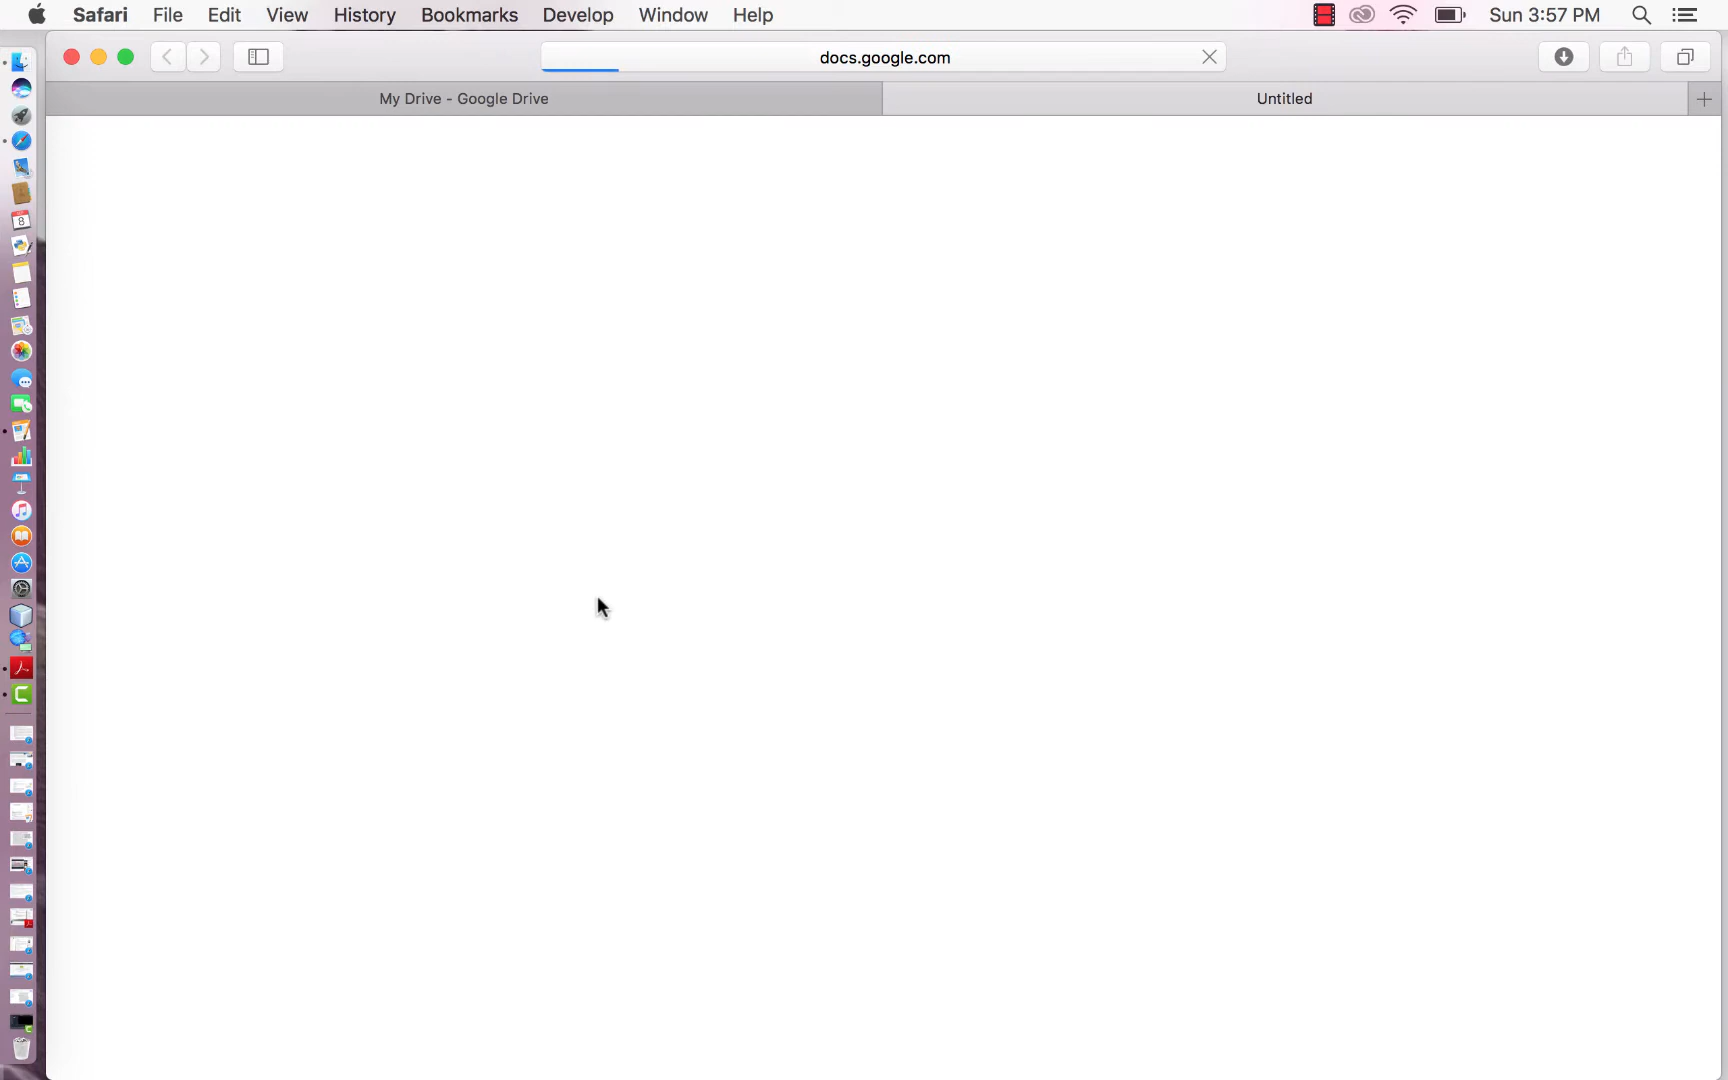 Safari File Edit View History Bookmarks Develop Window Help Sun 3:57 PM
docs.google.com
My Drive - Google Drive Untitled
8